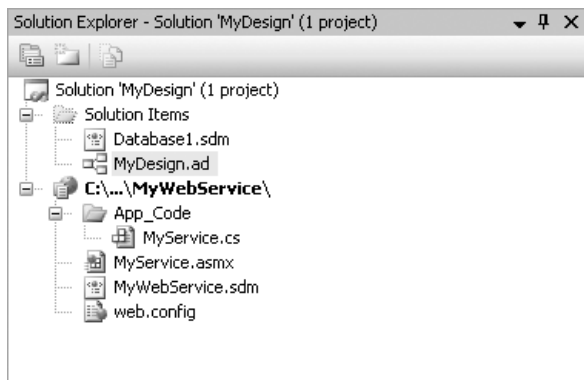 Solution Explorer - Solution 'MyDesign' (1 project)
Solution 'MyDesign' (1 project)
Solution Items
Database1.sdm
MyDesign.ad
C:\...\MyWebService\
App_Code
MyService.cs
MyService.asmx
MyWebService.sdm
web.config